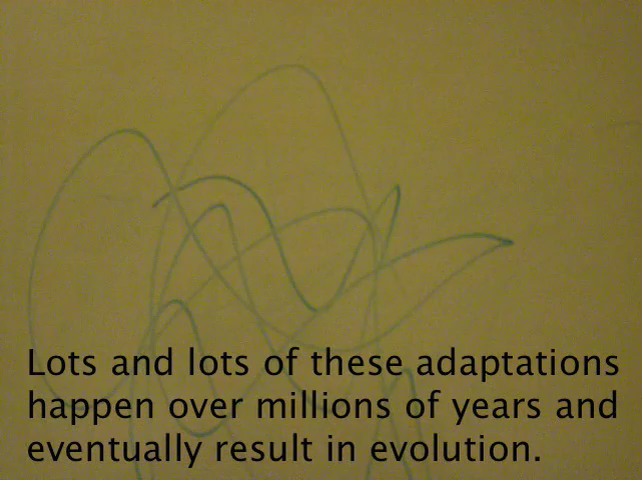 Lots and lots of these adaptations
happen over millions of years and
eventually result in evolution.